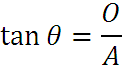 tan θ = O/A